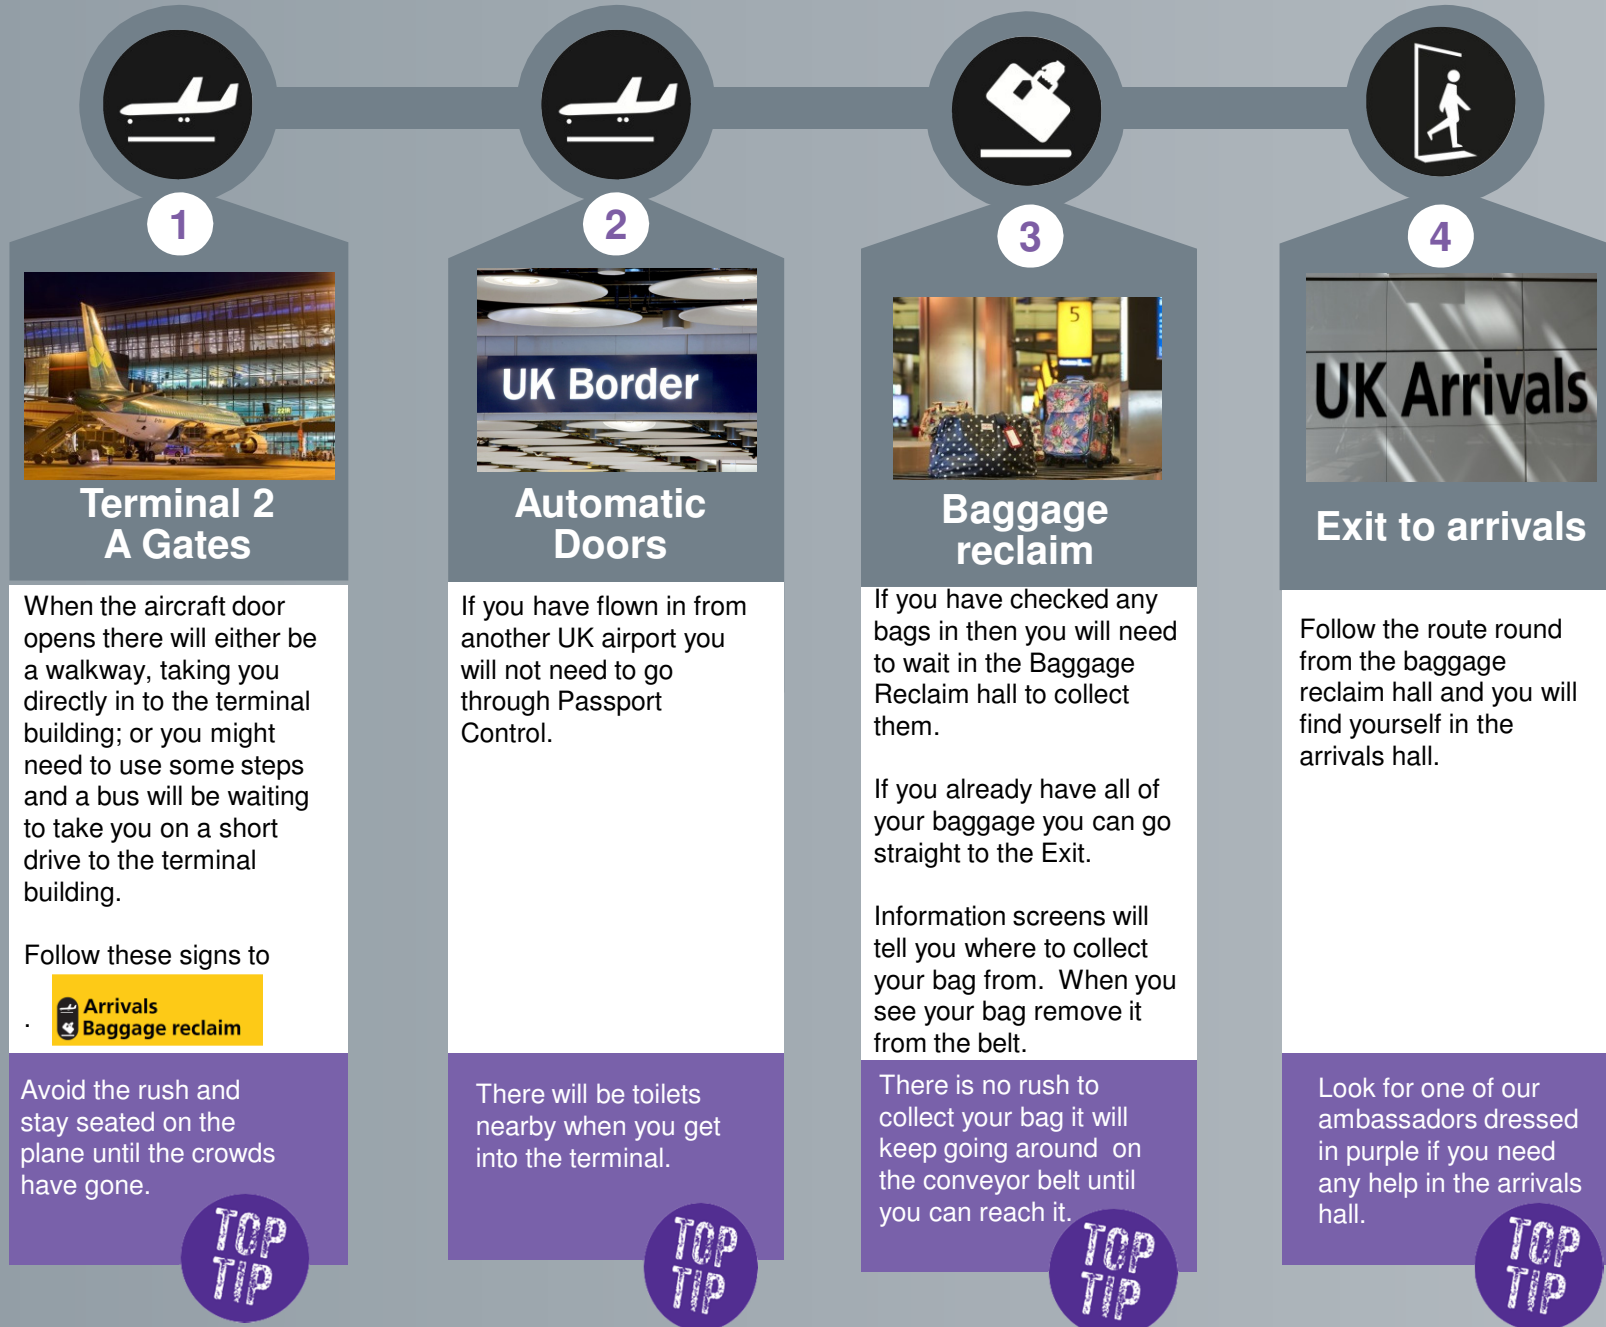 1
Terminal 2
A Gates
When the aircraft door
opens there will either be
a walkway, taking you
directly in to the terminal
building; or you might
need to use some steps
and a bus will be waiting
to take you on a short
drive to the terminal
building.
Follow these signs to
.
Arrivals
Baggage reclaim
Avoid the rush and
stay seated on the
plane until the crowds
have gone.
TOP
TIP
2
UK Border
Automatic
Doors
If you have flown in from
another UK airport you
will not need to go
through Passport
Control.
There will be toilets
nearby when you get
into the terminal.
TOP
TIP
3
5
Baggage
reclaim
If you have checked any
bags in then you will need
to wait in the Baggage
Reclaim hall to collect
them.
If you already have all of
your baggage you can go
straight to the Exit.
Information screens will
tell you where to collect
your bag from.  When you
see your bag remove it
from the belt.
There is no rush to
collect your bag it will
keep going around  on
the conveyor belt until
you can reach it.
TOP
TIP
4
UK Arrivals
Exit to arrivals
Follow the route round
from the baggage
reclaim hall and you will
find yourself in the
arrivals hall.
Look for one of our
ambassadors dressed
in purple if you need
any help in the arrivals
hall.
TOP
TIP